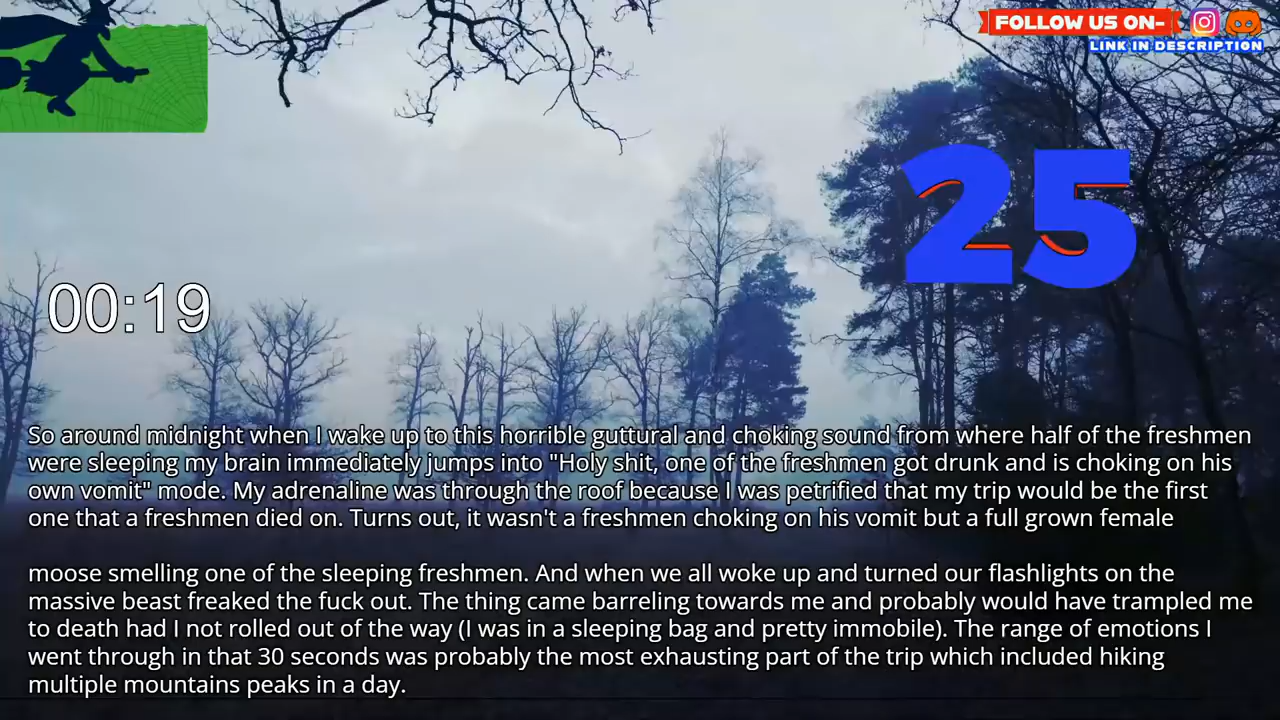 FOLLOW US ON-
LINK IN DESCRIPTION
25
00:19
So around midnight when I wake up to this horrible guttural and choking sound from where half of the freshmen
were sleeping my brain immediately jumps into "Holy shit, one of the freshmen got drunk and is choking on his
own vomit" mode. My adrenaline was through the roof because I was petrified that my trip would be the first
one that a freshmen died on. Turns out, it wasn't a freshmen choking on his vomit but a full grown female
moose smelling one of the sleeping freshmen. And when we all woke up and turned our flashlights on the
massive beast freaked the fuck out. The thing came barreling towards me and probably would have trampled me
to death had I not rolled out of the way (I was in a sleeping bag and pretty immobile). The range of emotions I
went through in that 30 seconds was probably the most exhausting part of the trip which included hiking
multiple mountains peaks in a day.